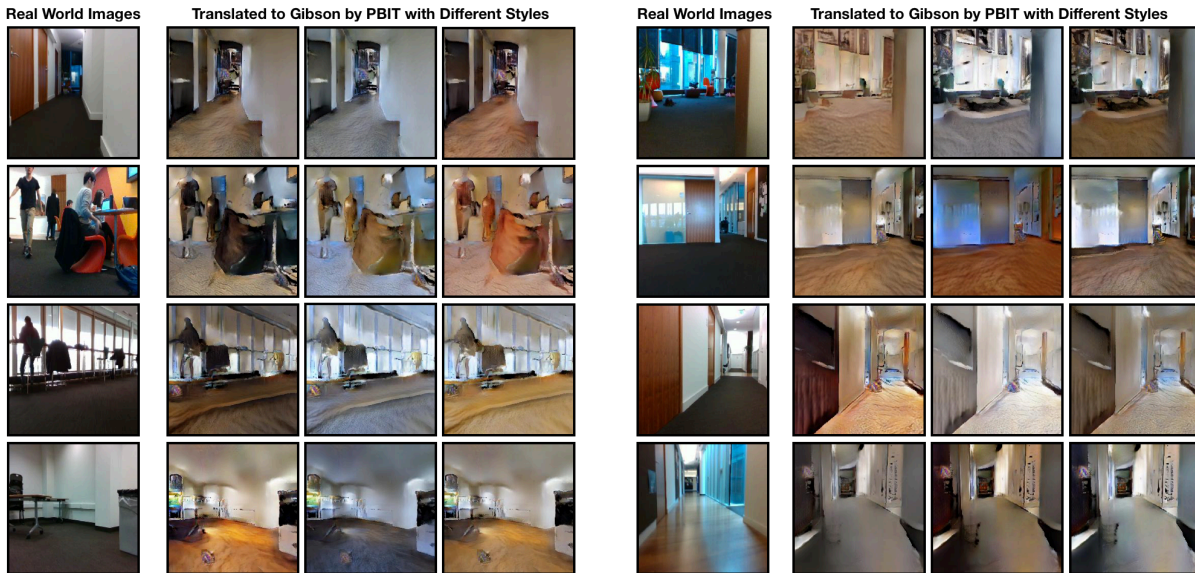 Real World Images
Translated to Gibson by PBIT with Different Styles
Real World Images
Translated to Gibson by PBIT with Different Styles